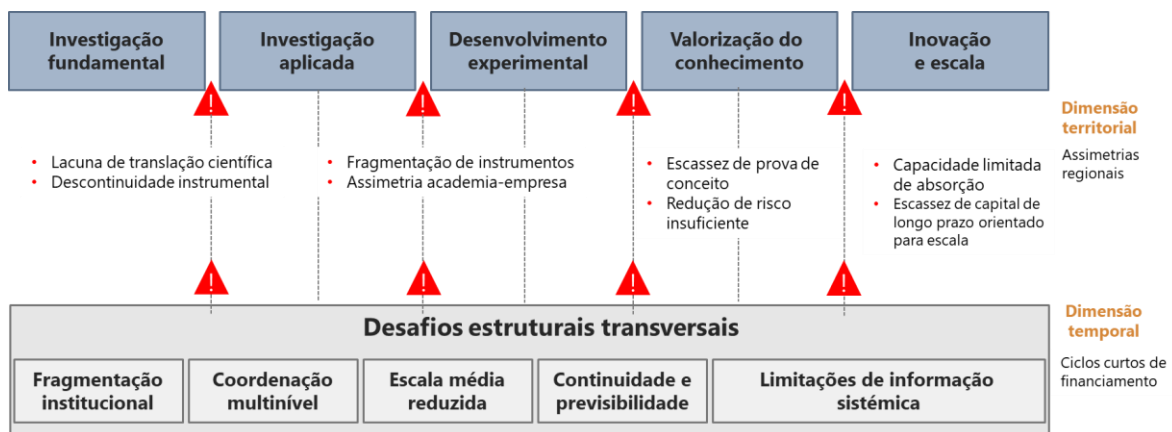 Investigação
fundamental
Investigação
aplicada
Desenvolvimento
experimental
Valorização do
conhecimento
Inovação
e escala
Dimensão
territorial
Assimetrias
regionais
• Lacuna de translação científica
• Descontinuidade instrumental
• Fragmentação de instrumentos
• Assimetria academia-empresa
• Escassez de prova de
conceito
• Redução de risco
insuficiente
• Capacidade limitada
de absorção
• Escassez de capital de
longo prazo orientado
para escala
Desafios estruturais transversais
Dimensão
temporal
Ciclos curtos de
financiamento
Fragmentação
institucional
Coordenação
multinível
Escala média
reduzida
Continuidade e
previsibilidade
Limitações de informação
sistémica